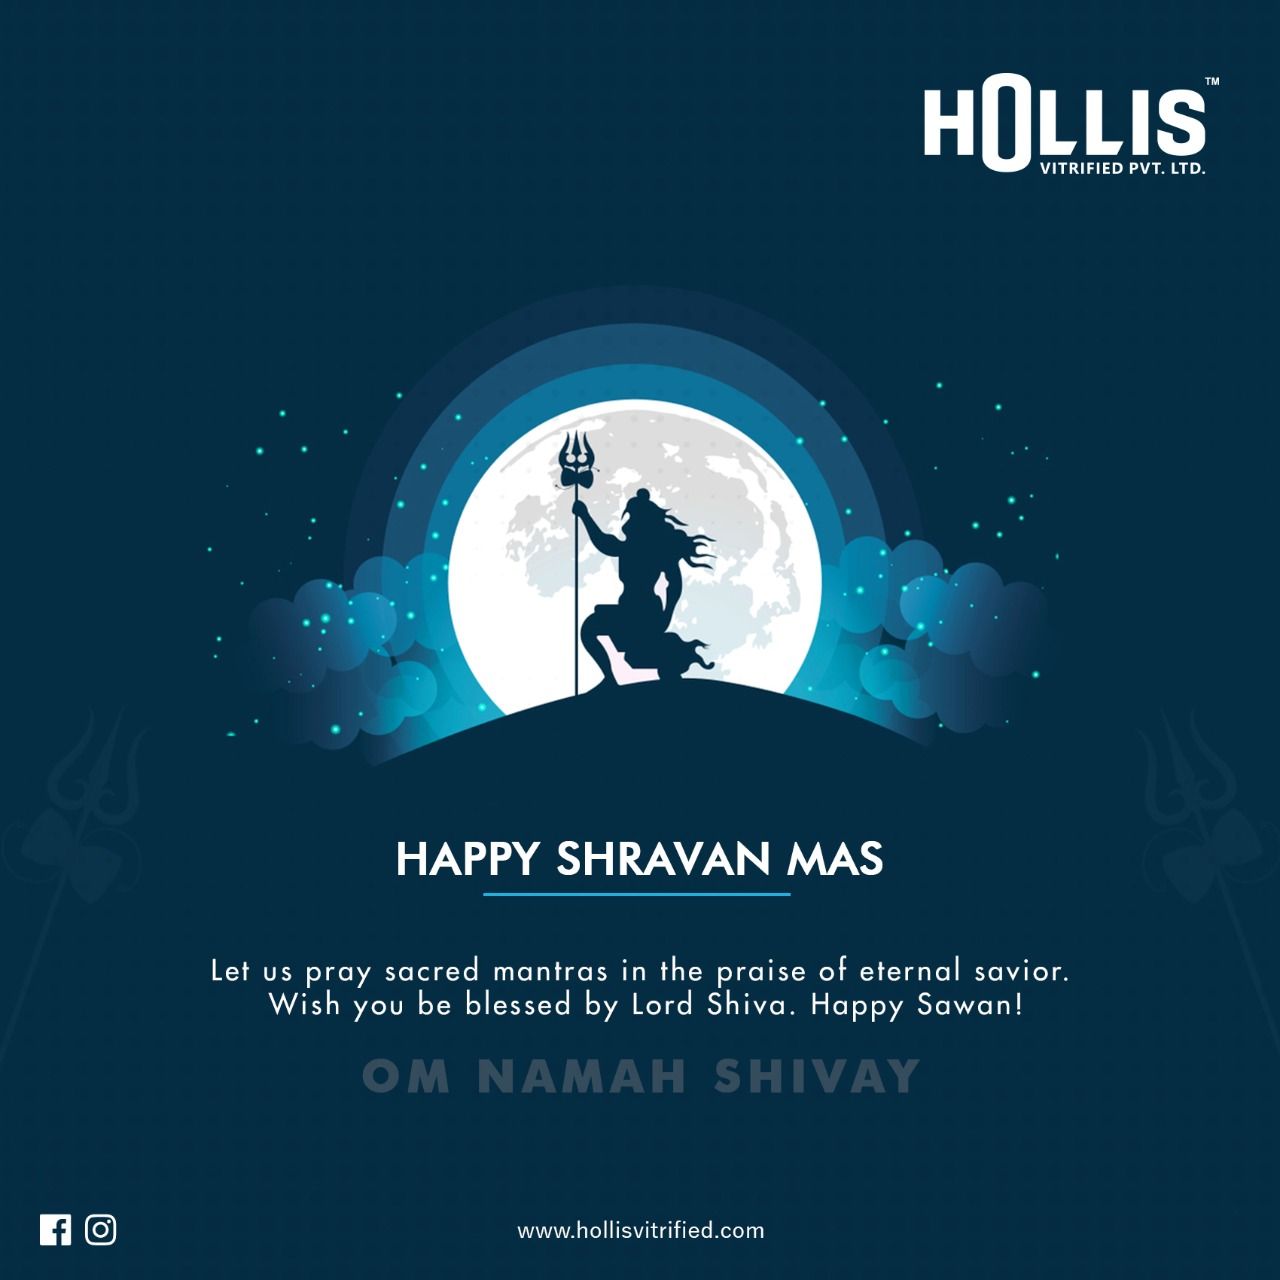 HOLLIS™
VITRIFIED PVT. LTD.
HAPPY SHRAVAN MAS
Let us pray sacred mantras in the praise of eternal savior.
Wish you be blessed by Lord Shiva. Happy Sawan!
OM NAMAH SHIVAY
www.hollisvitrified.com